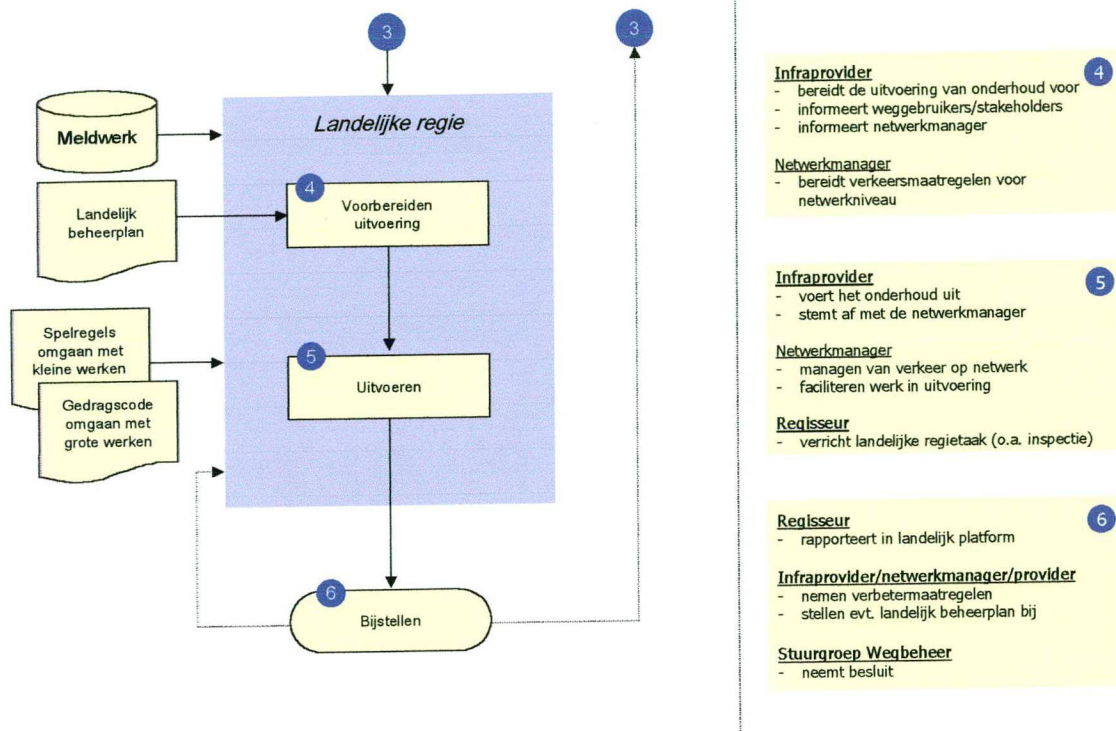 3
3
Meldwerk
Landelijke regie
4
Voorbereiden
uitvoering
Landelijk
beheerplan
Spelregels
omgaan met
kleine werken
Gedragscode
omgaan met
grote werken
5
Uitvoeren
6
Bijstellen
Infraprovider
4
- bereidt de uitvoering van onderhoud voor
- informeert weggebruikers/stakeholders
- informeert netwerkmanager
Netwerkmanager
- bereidt verkeersmaatregelen voor
netwerkniveau
Infraprovider
5
- voert het onderhoud uit
- stemt af met de netwerkmanager
Netwerkmanager
- managen van verkeer op netwerk
- faciliteren werk in uitvoering
Regisseur
- verricht landelijke regietaak (o.a. inspectie)
Regisseur
6
- rapporteert in landelijk platform
Infraprovider/netwerkmanager/provider
- nemen verbetermaatregelen
- stellen evt. landelijk beheerplan bij
Stuurgroep Wegbeheer
- neemt besluit